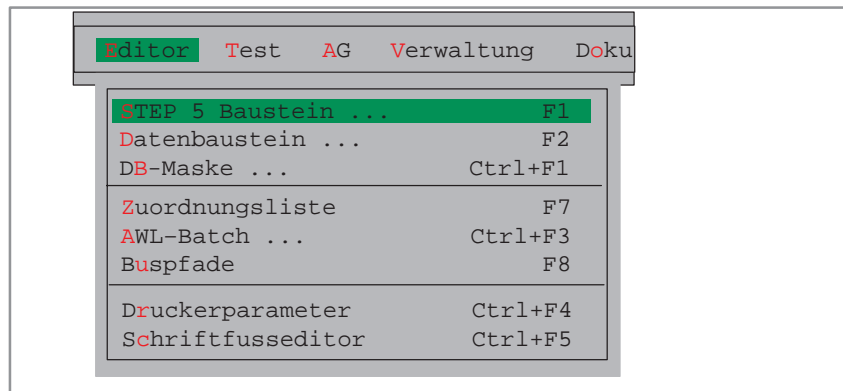 Editor Test AG Verwaltung Doku
STEP 5 Baustein ... F1
Datenbaustein ... F2
DB-Maske ... Ctrl+F1
Zuordnungsliste F7
AWL-Batch ... Ctrl+F3
Buspfade F8
Druckerparameter Ctrl+F4
Schriftfusseditor Ctrl+F5